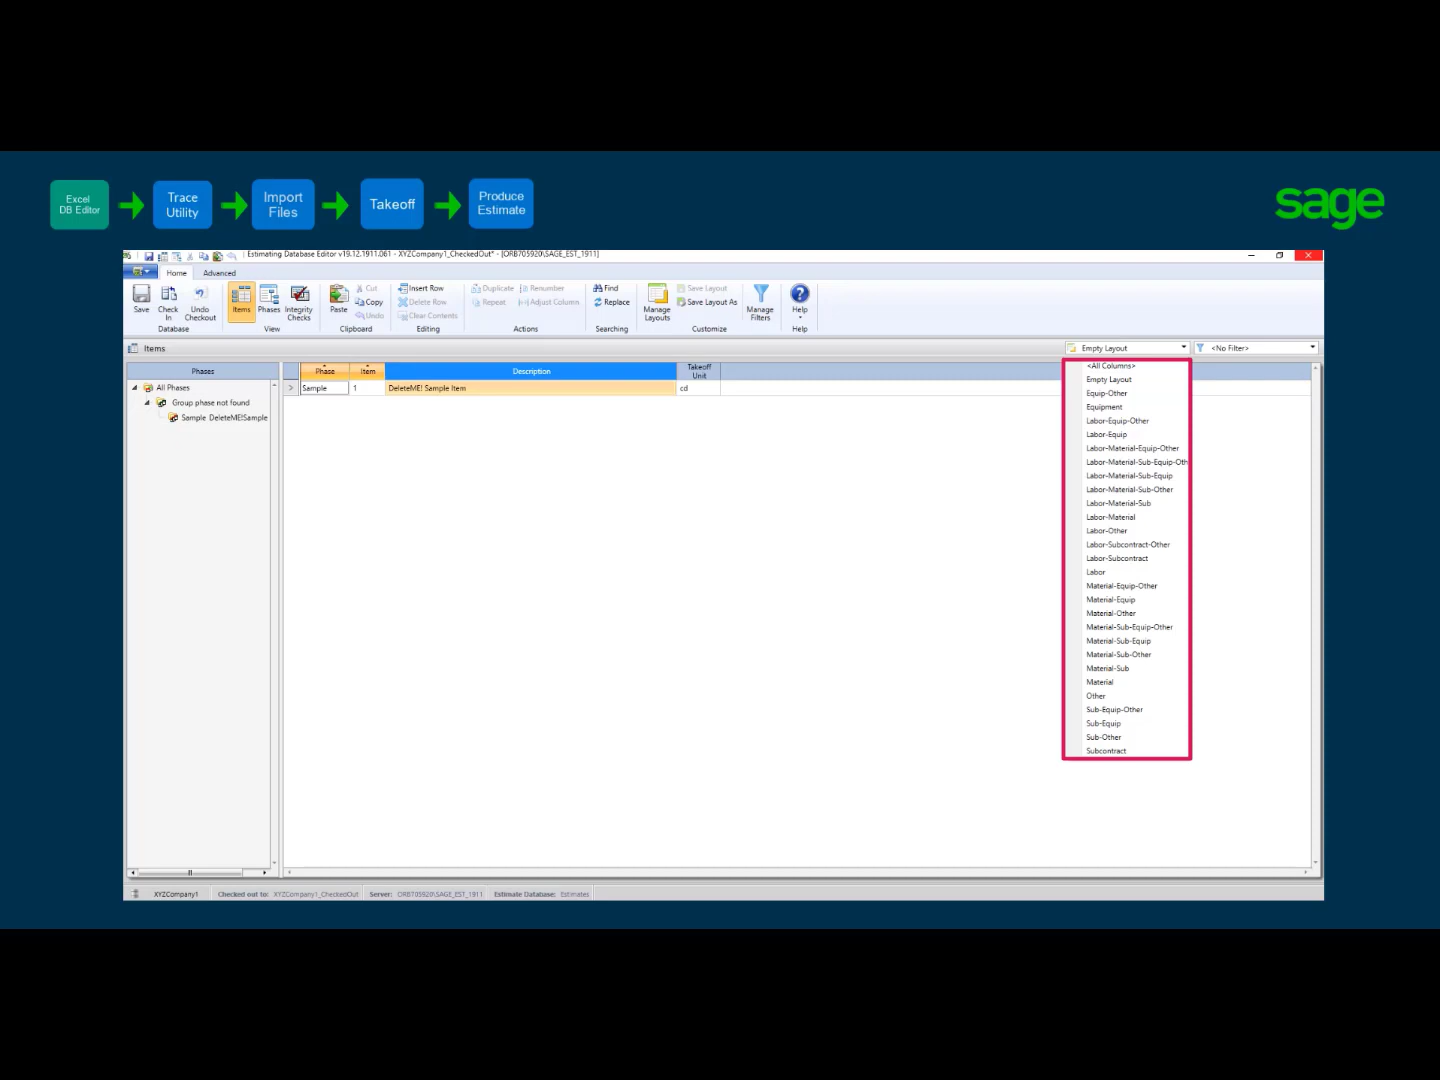 Excel
DB Editor
Trace
Utility
Import
Files
Takeoff
Produce
Estimate
sage
Estimating Database Editor v19.12.1911.061 - XYZCompany1_CheckedOut* - [ORB705920\SAGE_EST_1911]
Home
Advanced
Save
Check
In
Undo
Checkout
Database
Items
Phases
Integrity
Checks
View
Paste
Cut
Copy
Undo
Clipboard
Insert Row
Delete Row
Clear Contents
Editing
Duplicate
Renumber
Repeat
Adjust Column
Actions
Find
Replace
Searching
Manage
Layouts
Save Layout
Save Layout As
Customize
Manage
Filters
Help
Help
Items
Empty Layout
<No Filter>
Phases
All Phases
Group phase not found
Sample DeleteME!Sample
Phase
Item
Description
Takeoff
Unit
Sample
1
DeleteME! Sample Item
cd
<All Columns>
Empty Layout
Equip-Other
Equipment
Labor-Equip-Other
Labor-Equip
Labor-Material-Equip-Other
Labor-Material-Sub-Equip-Oth
Labor-Material-Sub-Equip
Labor-Material-Sub-Other
Labor-Material-Sub
Labor-Material
Labor-Other
Labor-Subcontract-Other
Labor-Subcontract
Labor
Material-Equip-Other
Material-Equip
Material-Other
Material-Sub-Equip-Other
Material-Sub-Equip
Material-Sub-Other
Material-Sub
Material
Other
Sub-Equip-Other
Sub-Equip
Sub-Other
Subcontract
XYZCompany1
Checked out to: XYZCompany1_CheckedOut
Server: ORB705920\SAGE_EST_1911
Estimate Database: Estimates